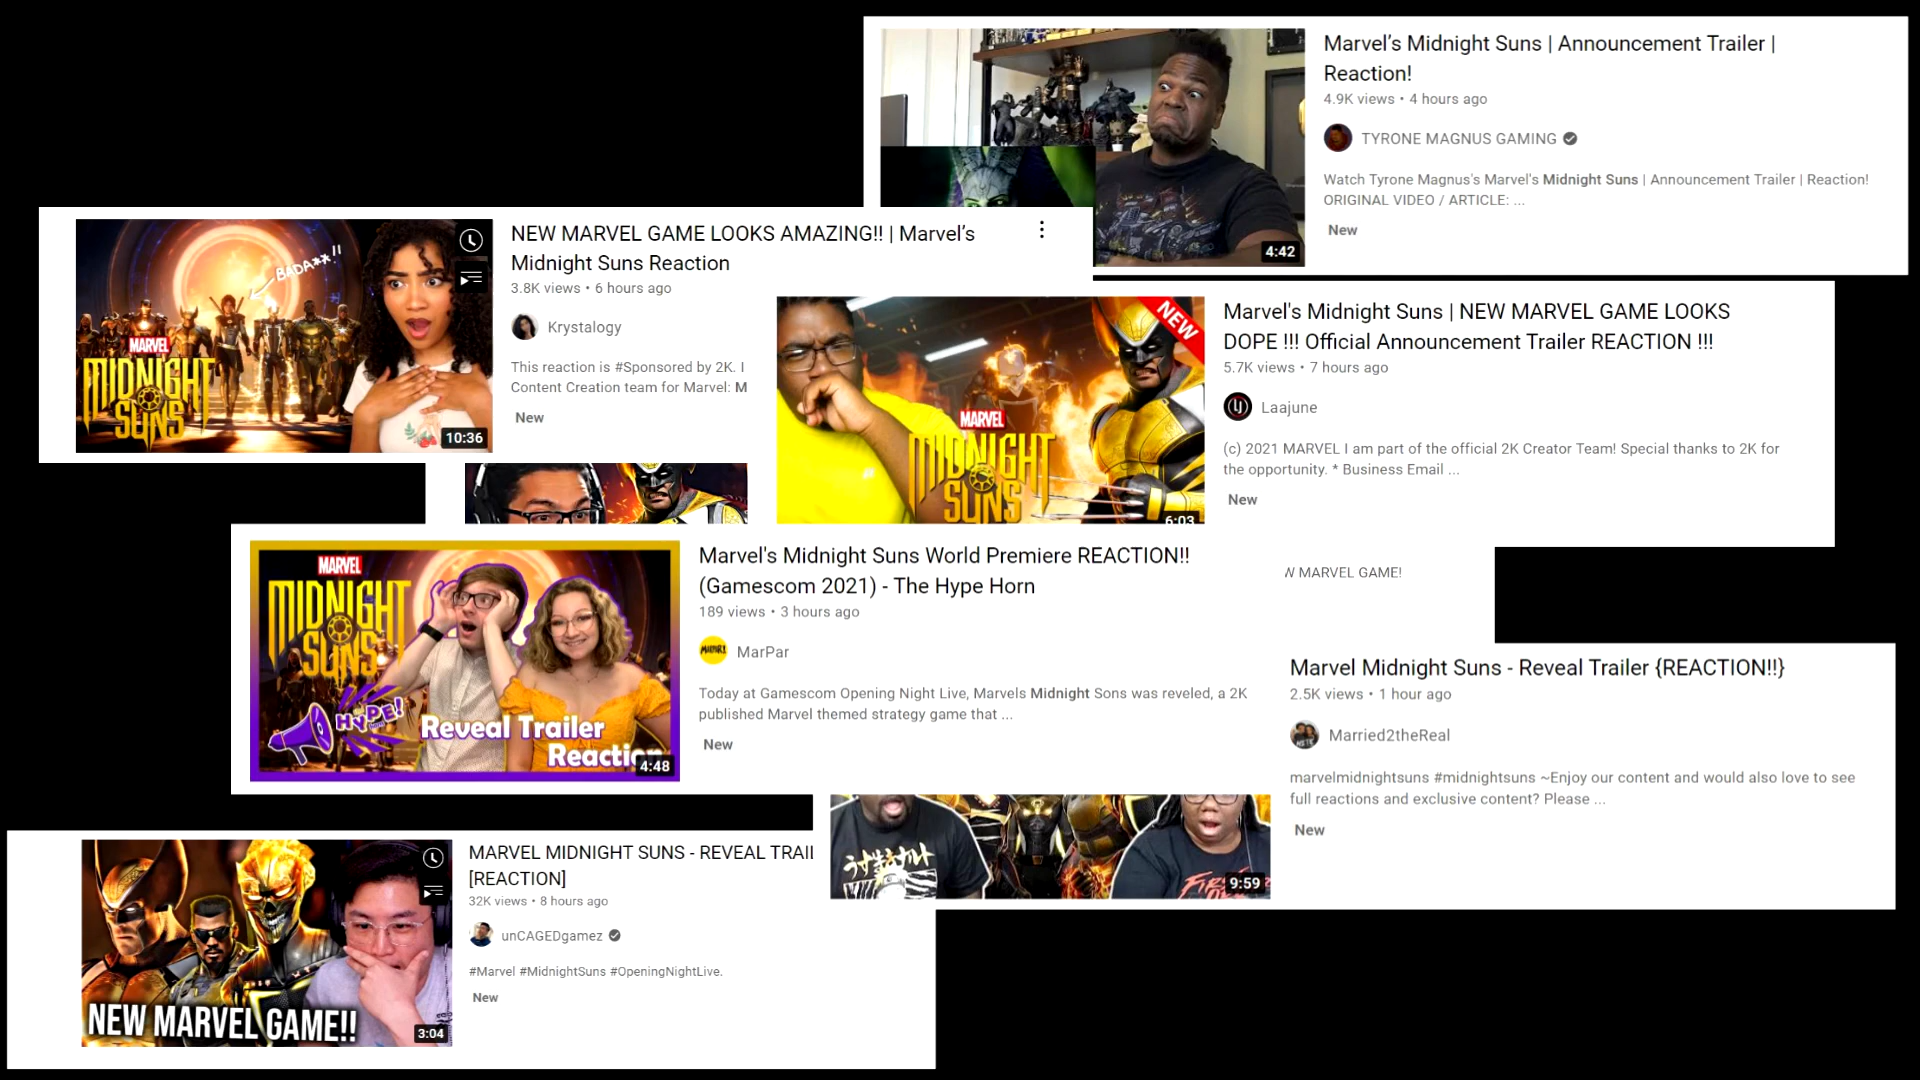 Marvel’s Midnight Suns | Announcement Trailer |
Reaction!
4.9K views • 4 hours ago
TYRONE MAGNUS GAMING
Watch Tyrone Magnus's Marvel's Midnight Suns | Announcement Trailer | Reaction!
ORIGINAL VIDEO / ARTICLE: ...
New
4:42
BADA**!!
MARVEL
MIDNIGHT
SUNS
10:36
NEW MARVEL GAME LOOKS AMAZING!! | Marvel’s
Midnight Suns Reaction
3.8K views • 6 hours ago
Krystalogy
This reaction is #Sponsored by 2K. I
Content Creation team for Marvel: M
New
NEW
MARVEL
MIDNIGHT
SUNS
6:03
Marvel's Midnight Suns | NEW MARVEL GAME LOOKS
DOPE !!! Official Announcement Trailer REACTION !!!
5.7K views • 7 hours ago
Laajune
(c) 2021 MARVEL I am part of the official 2K Creator Team! Special thanks to 2K for
the opportunity. * Business Email ...
New
MARVEL
MIDNIGHT
SUNS
HYPE!
Reveal Trailer
Reaction
4:48
Marvel's Midnight Suns World Premiere REACTION!!
(Gamescom 2021) - The Hype Horn
189 views • 3 hours ago
MarPar
Today at Gamescom Opening Night Live, Marvels Midnight Sons was reveled, a 2K
published Marvel themed strategy game that ...
New
W MARVEL GAME!
Marvel Midnight Suns - Reveal Trailer {REACTION!!}
2.5K views • 1 hour ago
Married2theReal
marvelmidnightsuns #midnightsuns ~Enjoy our content and would also love to see
full reactions and exclusive content? Please ...
New
9:59
NEW MARVEL GAME!!
3:04
MARVEL MIDNIGHT SUNS - REVEAL TRAIL
[REACTION]
32K views • 8 hours ago
unCAGEDgamez
#Marvel #MidnightSuns #OpeningNightLive.
New